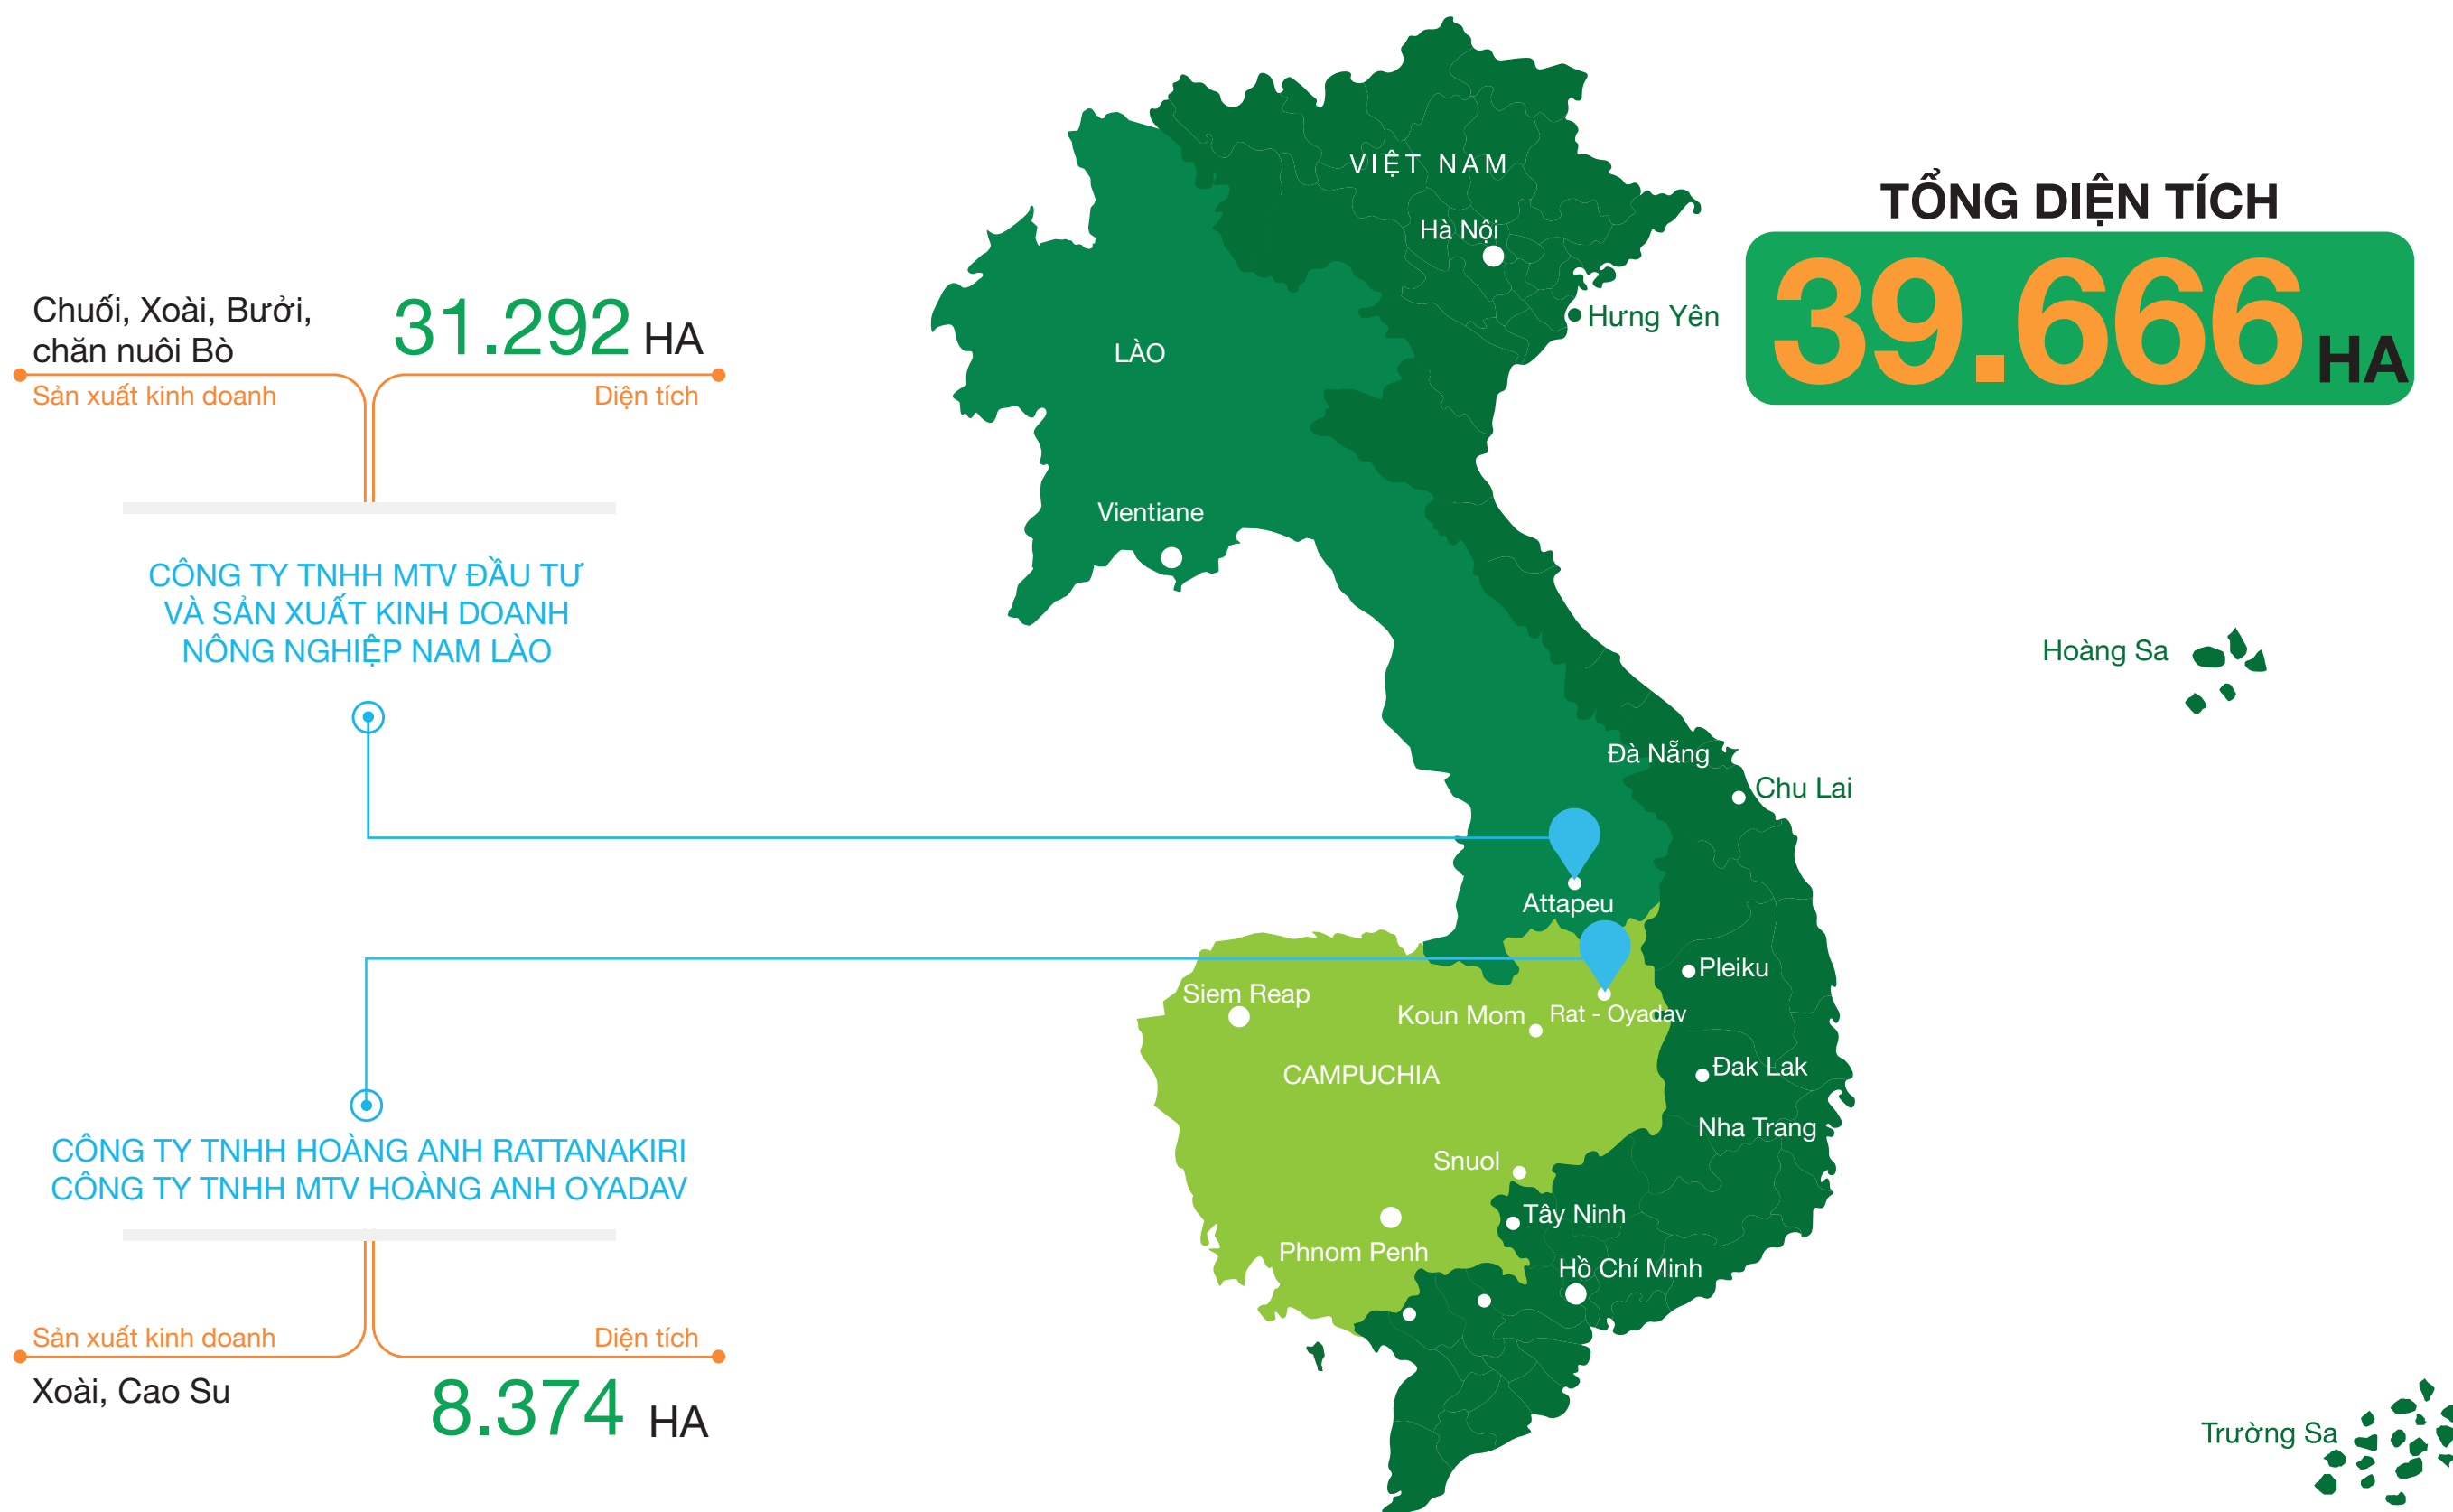 TỔNG DIỆN TÍCH
39.666 HA
Chuối, Xoài, Bưởi,
chăn nuôi Bò
31.292 HA
Sản xuất kinh doanh
Diện tích
CÔNG TY TNHH MTV ĐẦU TƯ
VÀ SẢN XUẤT KINH DOANH
NÔNG NGHIỆP NAM LÀO
CÔNG TY TNHH HOÀNG ANH RATTANAKIRI
CÔNG TY TNHH MTV HOÀNG ANH OYADAV
Sản xuất kinh doanh
Diện tích
Xoài, Cao Su
8.374 HA
VIỆT NAM
Hà Nội
Hưng Yên
LÀO
Vientiane
Hoàng Sa
Đà Nẵng
Chu Lai
Attapeu
Pleiku
Siem Reap
Koun Mom
Rat - Oyadav
CAMPUCHIA
Đak Lak
Nha Trang
Snuol
Tây Ninh
Phnom Penh
Hồ Chí Minh
Trường Sa